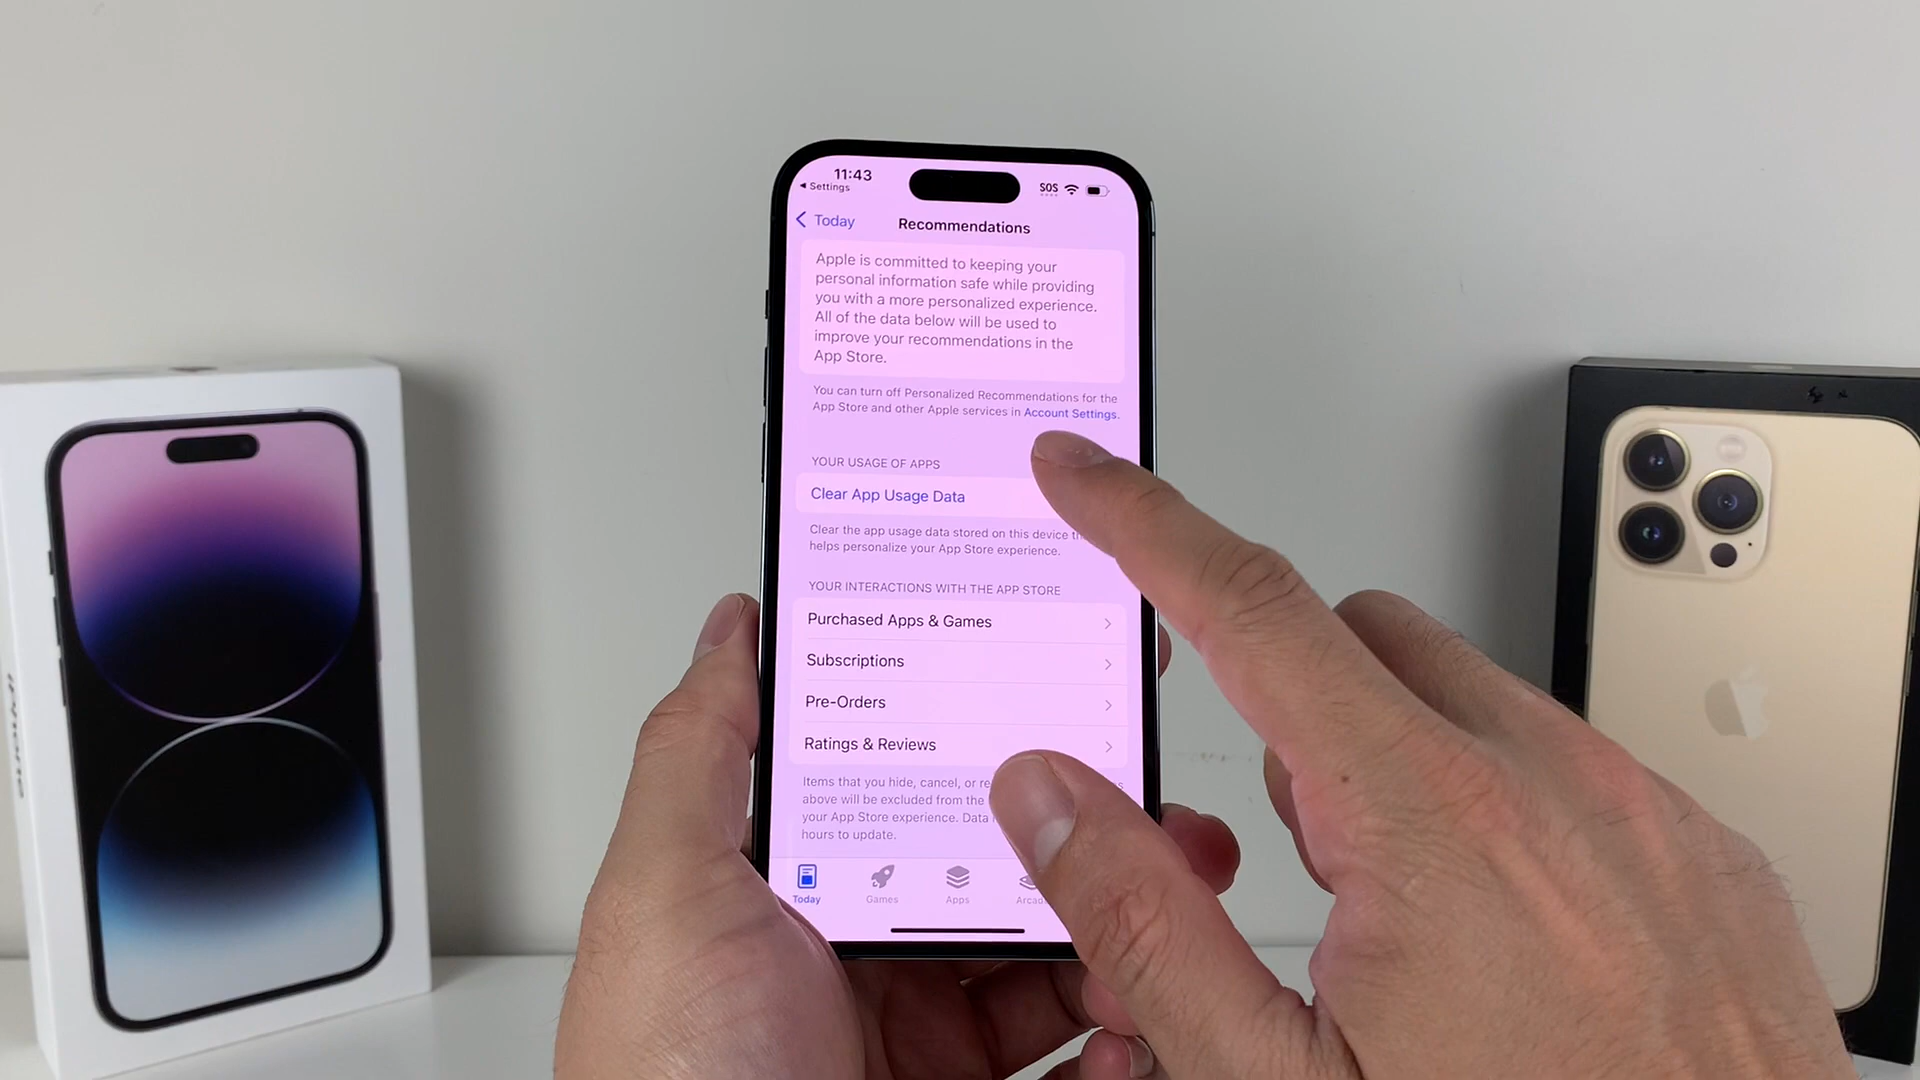 11:43
SOS
Settings
Today
Recommendations
Apple is committed to keeping your
personal information safe while providing
you with a more personalized experience.
All of the data below will be used to
improve your recommendations in the
App Store.
You can turn off Personalized Recommendations for the
App Store and other Apple services in Account Settings.
YOUR USAGE OF APPS
Clear App Usage Data
Clear the app usage data stored on this device
helps personalize your App Store experience.
YOUR INTERACTIONS WITH THE APP STORE
Purchased Apps & Games
Subscriptions
Pre-Orders
Ratings & Reviews
Items that you hide, cancel, or
above will be excluded from the
your App Store experience. Data
hours to update.
Today
Games
Apps